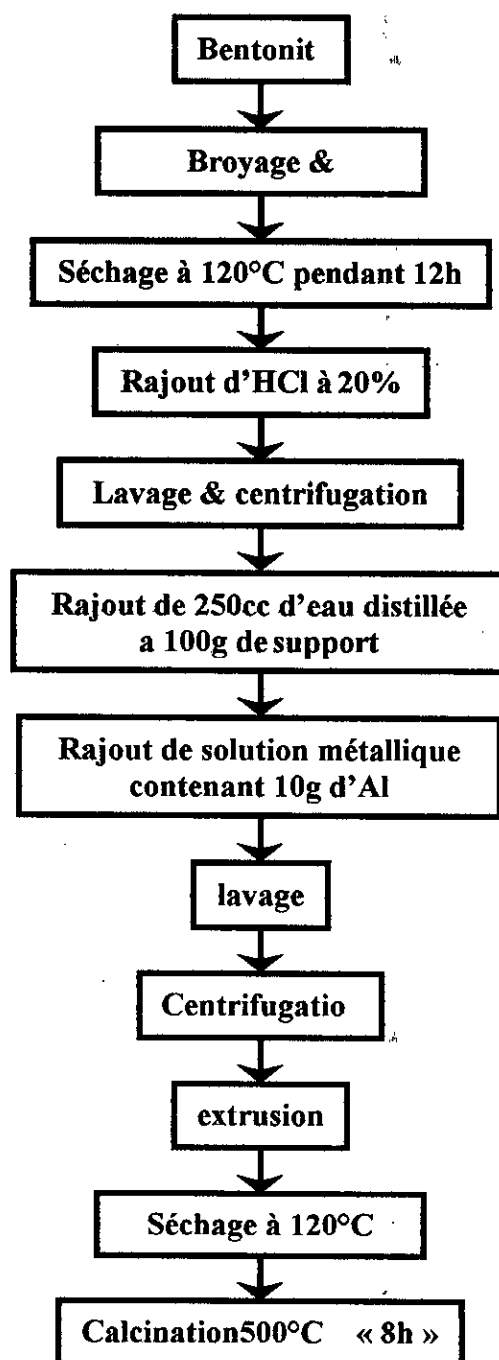 Bentonit
Broyage &
Séchage à 120°C pendant 12h
Rajout d'HCl à 20%
Lavage & centrifugation
Rajout de 250cc d'eau distillée
a 100g de support
Rajout de solution métallique
contenant 10g d'Al
lavage
Centrifugatio
extrusion
Séchage à 120°C
Calcination500°C « 8h »